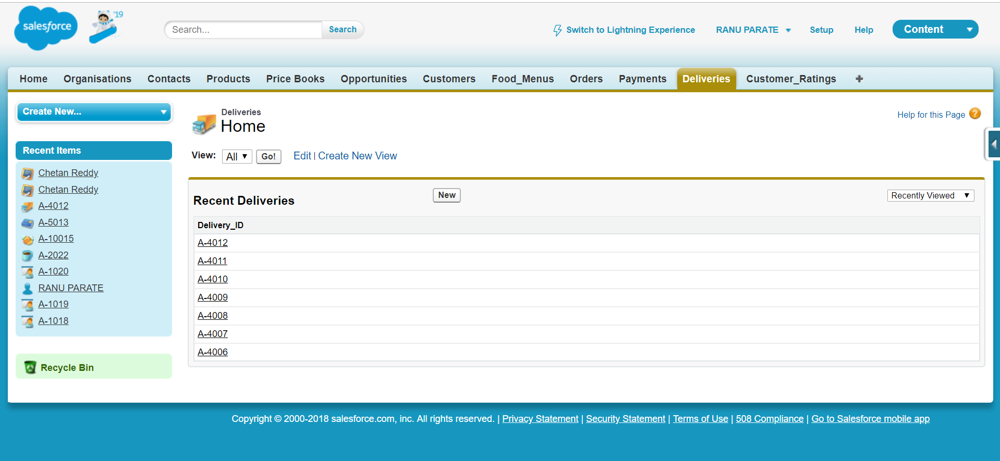 salesforce
'19
Search...
Search
Switch to Lightning Experience
RANU PARATE
Setup
Help
Content
Home Organisations Contacts Products Price Books Opportunities Customers Food_Menus Orders Payments Deliveries Customer_Ratings +
Create New...
Recent Items
Chetan Reddy
Chetan Reddy
A-4012
A-5013
A-10015
A-2022
A-1020
RANU PARATE
A-1019
A-1018
Recycle Bin
Deliveries
Home
Help for this Page ?
View: All Go! Edit | Create New View
Recent Deliveries
New
Recently Viewed
Delivery_ID
A-4012
A-4011
A-4010
A-4009
A-4008
A-4007
A-4006
Copyright © 2000-2018 salesforce.com, inc. All rights reserved. | Privacy Statement | Security Statement | Terms of Use | 508 Compliance | Go to Salesforce mobile app